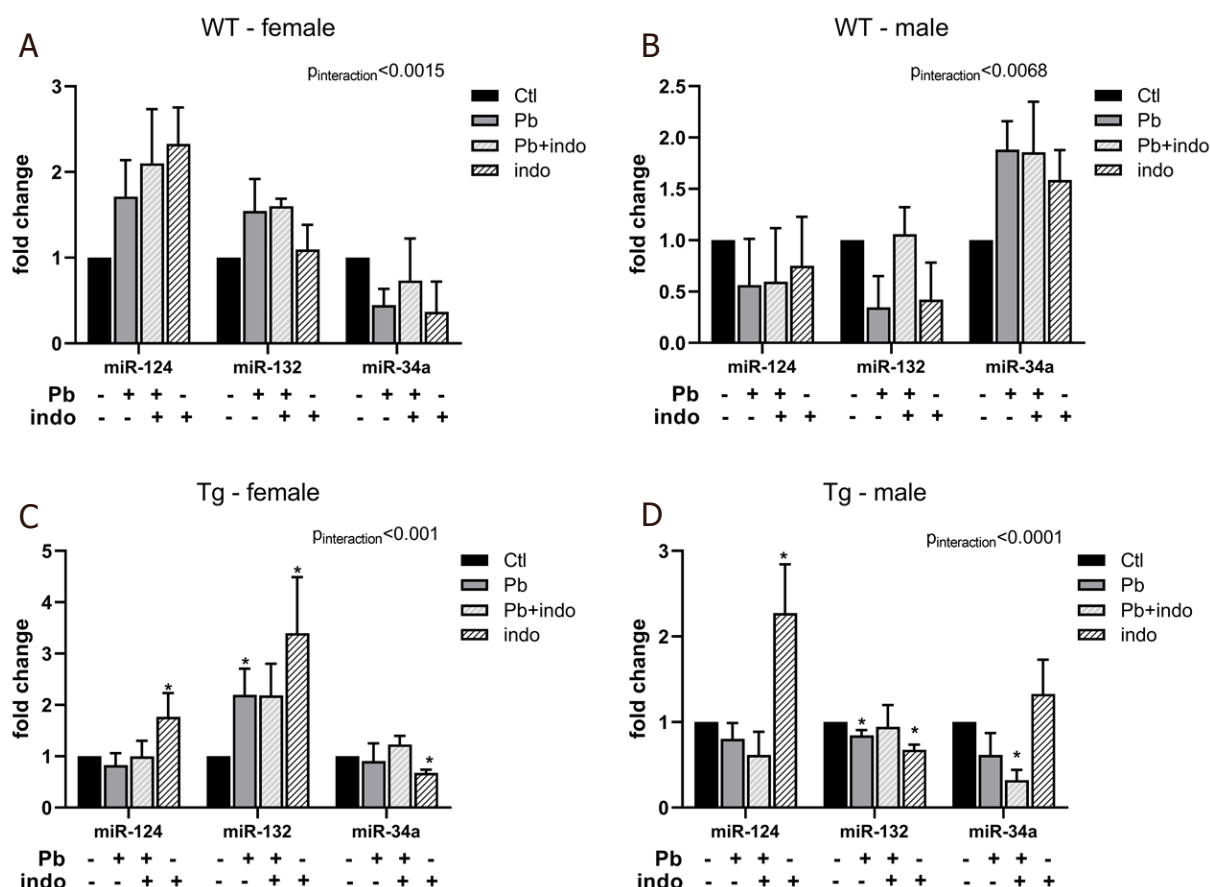 A
WT - female
p interaction<0.0015
Ctl
Pb
Pb+indo
indo
fold change
3
2
1
0
miR-124 miR-132 miR-34a
Pb - + + - - + + - - + + -
indo - - + + - - + + - - + +
B
WT - male
p interaction<0.0068
Ctl
Pb
Pb+indo
indo
fold change
2.5
2.0
1.5
1.0
0.5
0.0
miR-124 miR-132 miR-34a
Pb - + + - - + + - - + + -
indo - - + + - - + + - - + +
C
Tg - female
p interaction<0.001
Ctl
Pb
Pb+indo
indo
fold change
5
4
3
2
1
0
* * * *
miR-124 miR-132 miR-34a
Pb - + + - - + + - - + + -
indo - - + + - - + + - - + +
D
Tg - male
p interaction<0.0001
Ctl
Pb
Pb+indo
indo
fold change
3
2
1
0
* * * *
miR-124 miR-132 miR-34a
Pb - + + - - + + - - + + -
indo - - + + - - + + - - + +